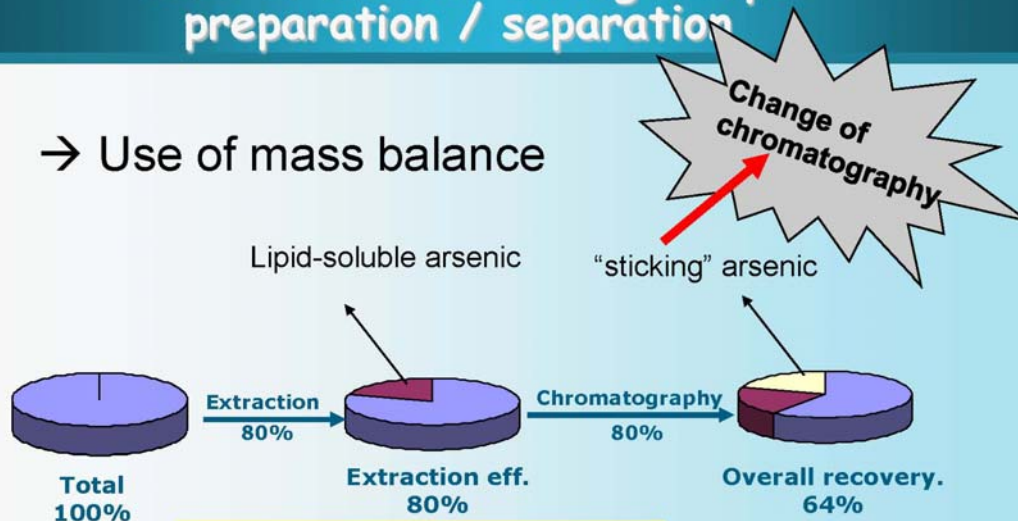 preparation / separation
Change of
chromatography
→ Use of mass balance
Lipid-soluble arsenic
“sticking” arsenic
Extraction
80%
Chromatography
80%
Total
100%
Extraction eff.
80%
Overall recovery.
64%